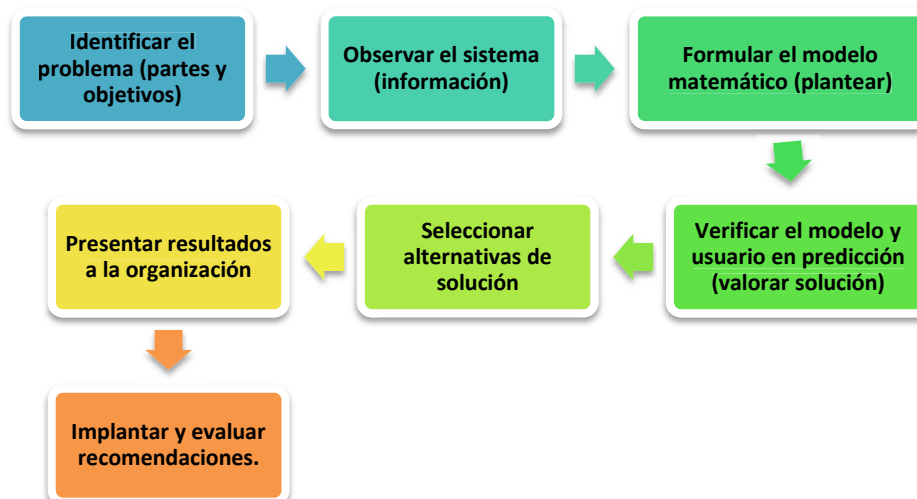 Identificar el
problema (partes y
objetivos)
Observar el sistema
(información)
Formular el modelo
matemático (plantear)
Verificar el modelo y
usuario en predicción
(valorar solución)
Seleccionar
alternativas de
solución
Presentar resultados
a la organización
Implantar y evaluar
recomendaciones.